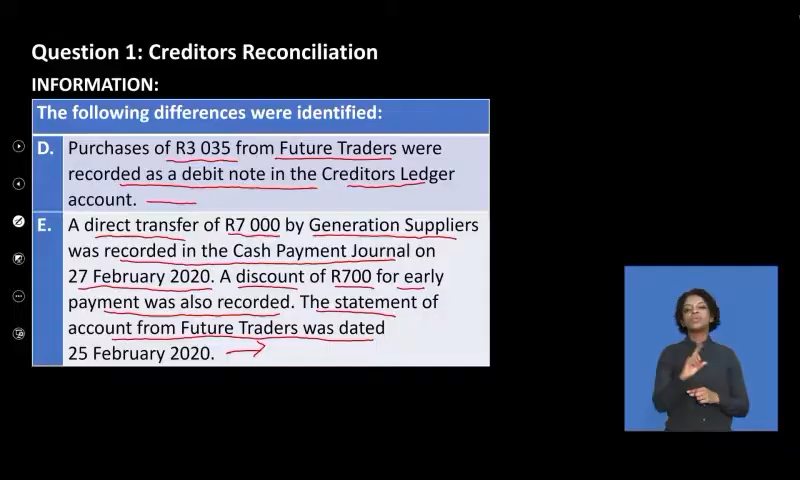 Question 1: Creditors Reconciliation
INFORMATION:
The following differences were identified:
D. Purchases of R3 035 from Future Traders were
recorded as a debit note in the Creditors Ledger
account.
E. A direct transfer of R7 000 by Generation Suppliers
was recorded in the Cash Payment Journal on
27 February 2020. A discount of R700 for early
payment was also recorded. The statement of
account from Future Traders was dated
25 February 2020.